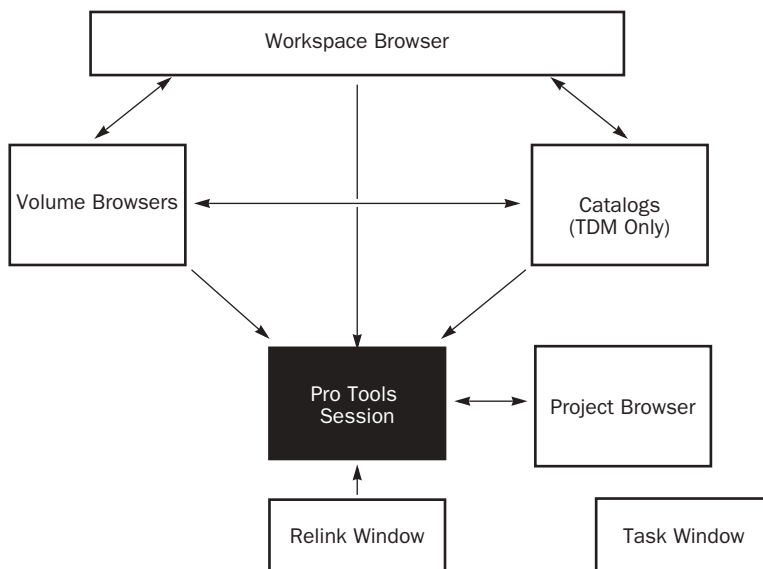 Workspace Browser
Volume Browsers
Catalogs
(TDM Only)
Pro Tools
Session
Project Browser
Relink Window
Task Window